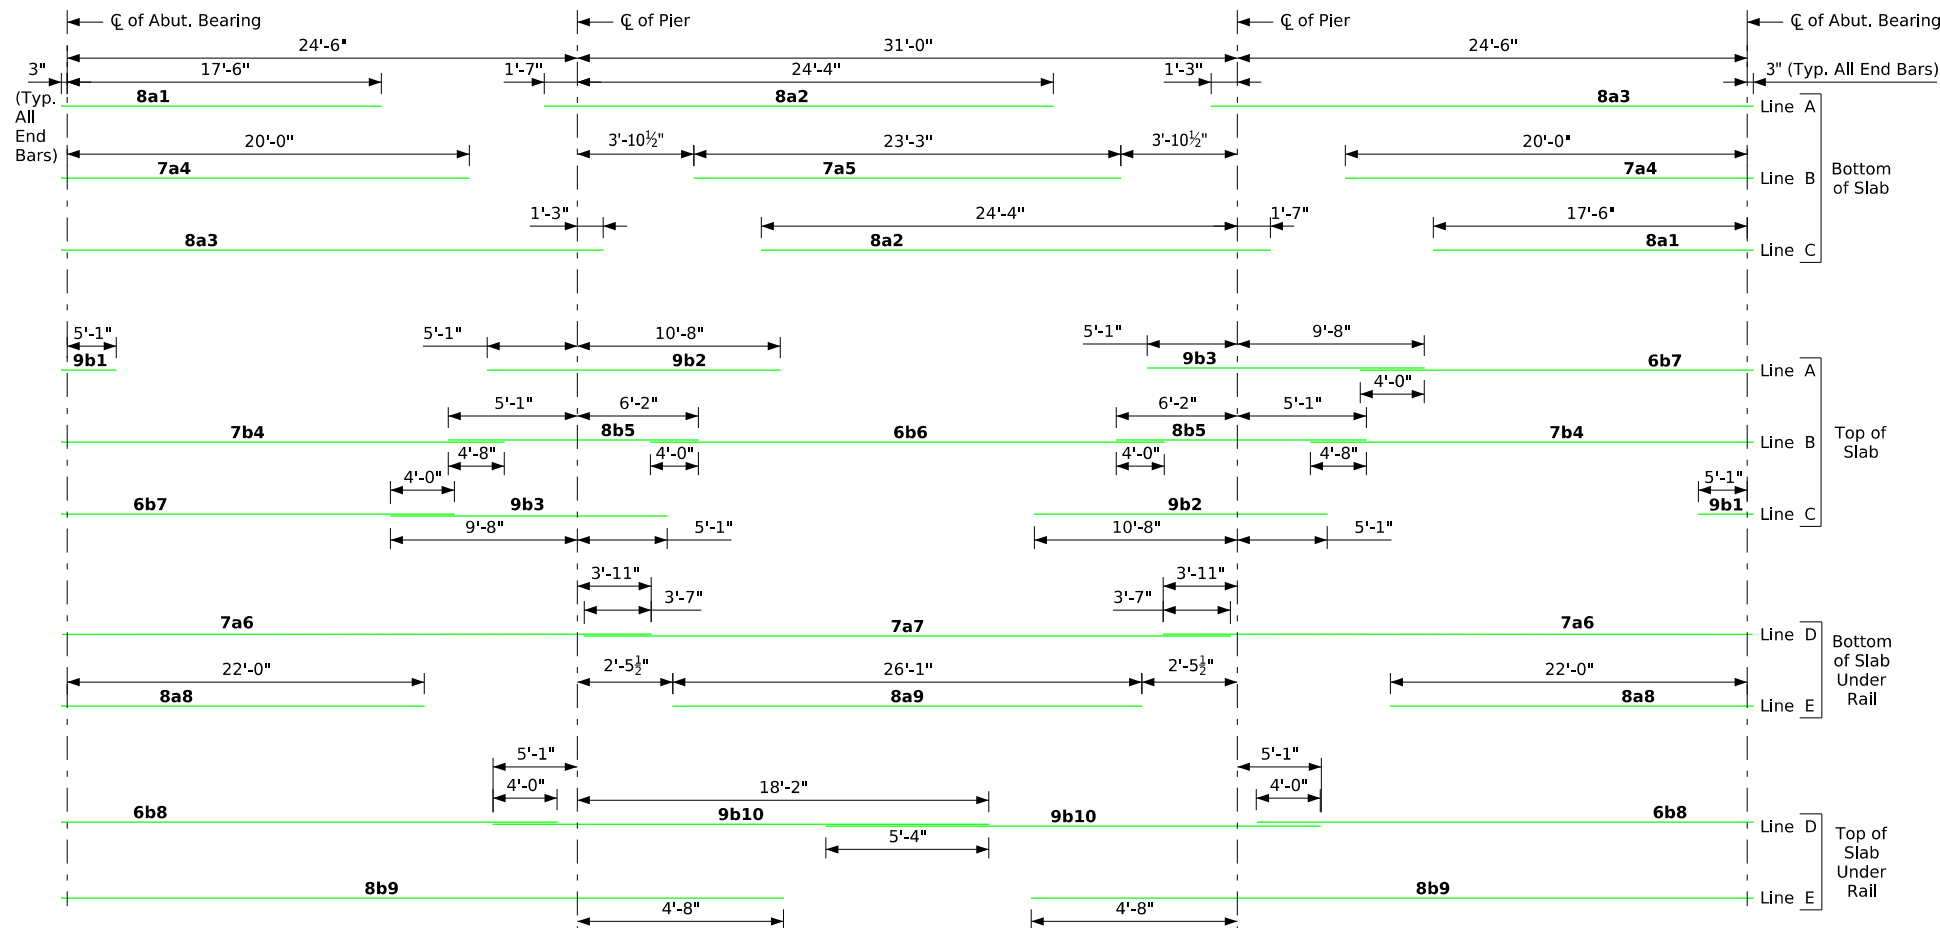 ℄ of Abut. Bearing
℄ of Pier
℄ of Pier
℄ of Abut. Bearing
24'-6"
31'-0"
24'-6"
3"
17'-6"
1'-7"
24'-4"
1'-3"
3" (Typ. All End Bars)
(Typ.
All
End
Bars)
8a1
8a2
8a3
Line A
20'-0"
3'-10½"
23'-3"
3'-10½"
20'-0"
7a4
7a5
7a4
Line B
Bottom
of Slab
1'-3"
24'-4"
1'-7"
17'-6"
8a3
8a2
8a1
Line C
5'-1"
5'-1"
10'-8"
5'-1"
9'-8"
9b1
9b2
9b3
6b7
Line A
4'-0"
5'-1"
6'-2"
6'-2"
5'-1"
7b4
8b5
6b6
8b5
7b4
Line B
Top of
Slab
4'-8"
4'-0"
4'-0"
4'-8"
4'-0"
5'-1"
6b7
9b3
9b2
9b1
Line C
9'-8"
5'-1"
10'-8"
5'-1"
3'-11"
3'-11"
3'-7"
3'-7"
7a6
7a7
7a6
Line D
Bottom
of Slab
Under
Rail
22'-0"
2'-5½"
26'-1"
2'-5½"
22'-0"
8a8
8a9
8a8
Line E
5'-1"
5'-1"
4'-0"
18'-2"
4'-0"
6b8
9b10
9b10
6b8
Line D
5'-4"
Top of
Slab
Under
Rail
8b9
8b9
Line E
4'-8"
4'-8"